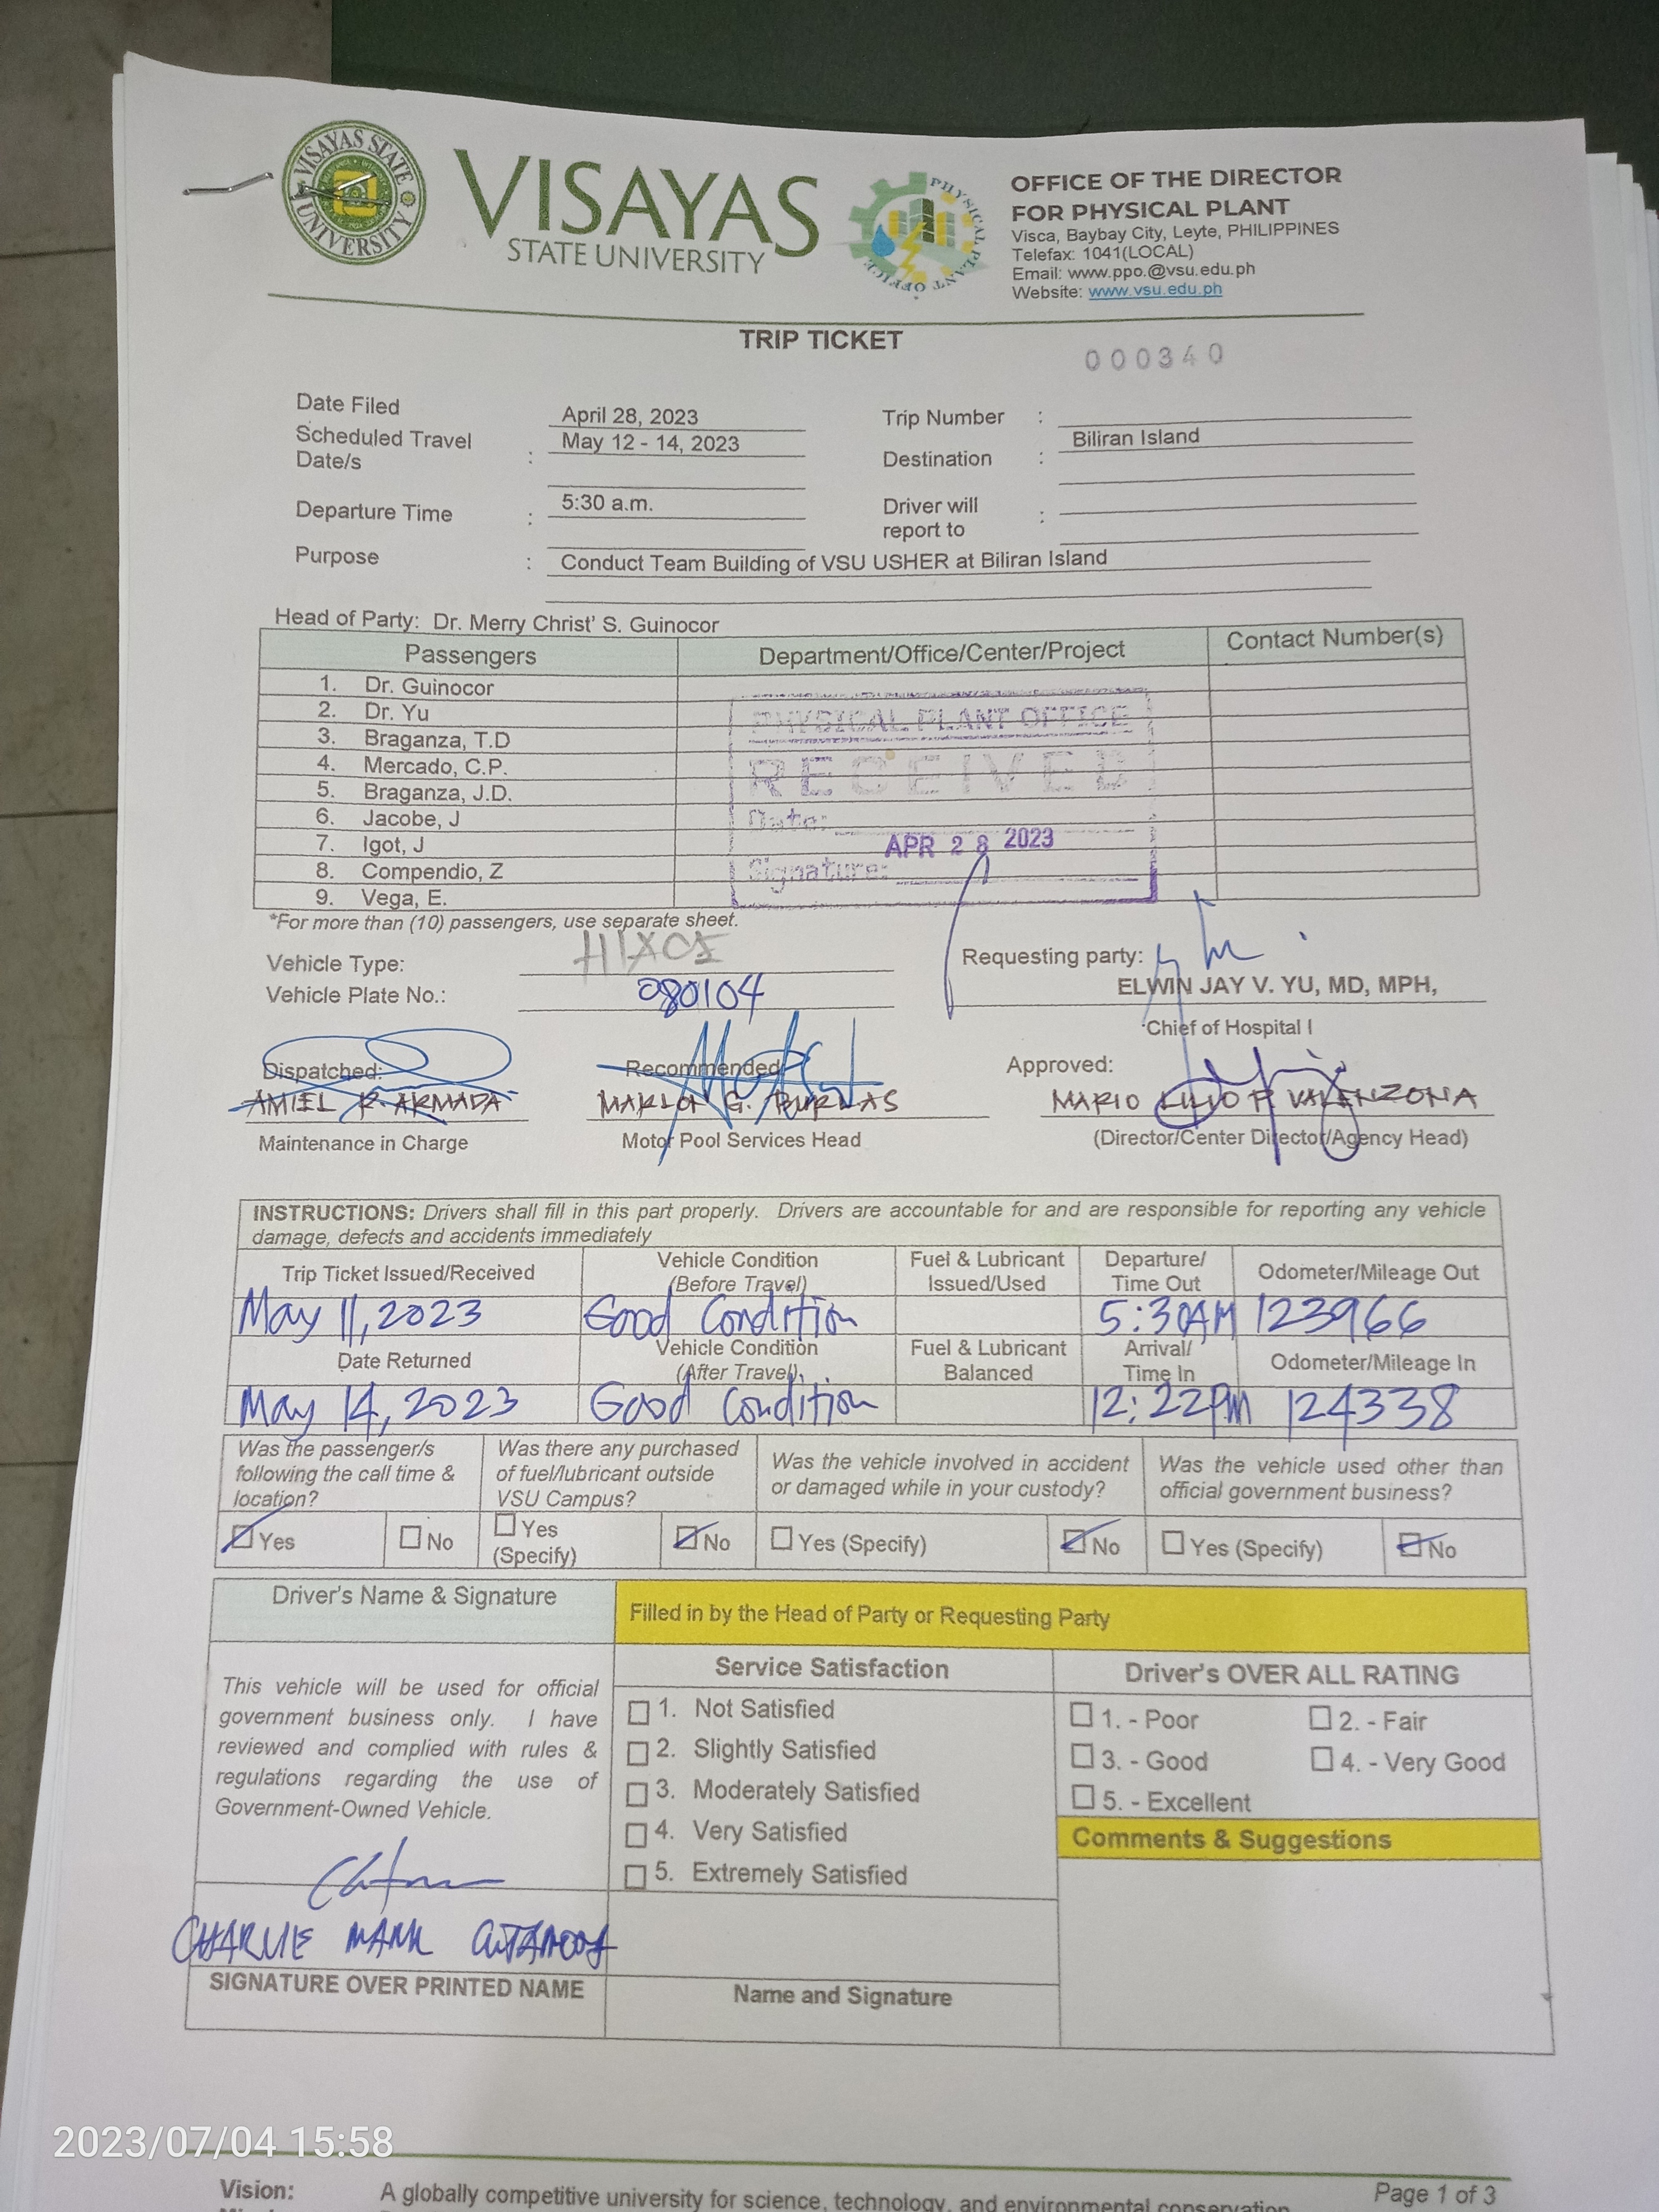 VISAYAS STATE UNIVERSITY
VISAYAS
STATE UNIVERSITY
PHYSICAL PLANT OFFICE
OFFICE OF THE DIRECTOR
FOR PHYSICAL PLANT
Visca, Baybay City, Leyte, PHILIPPINES
Telefax: 1041(LOCAL)
Email: www.ppo.@vsu.edu.ph
Website: www.vsu.edu.ph
TRIP TICKET
000340
Date Filed April 28, 2023 Trip Number :
Scheduled Travel Date/s : May 12 - 14, 2023 Destination : Biliran Island
Departure Time : 5:30 a.m. Driver will report to :
Purpose : Conduct Team Building of VSU USHER at Biliran Island
Head of Party: Dr. Merry Christ' S. Guinocor
Passengers Department/Office/Center/Project Contact Number(s)
1. Dr. Guinocor
2. Dr. Yu
3. Braganza, T.D
4. Mercado, C.P.
5. Braganza, J.D.
6. Jacobe, J
7. Igot, J
8. Compendio, Z
9. Vega, E.
PHYSICAL PLANT OFFICE
RECEIVED
Date: APR 28 2023
Signature:
*For more than (10) passengers, use separate sheet.
Vehicle Type:
Vehicle Plate No.: 080104
Requesting party:
ELWIN JAY V. YU, MD, MPH,
Chief of Hospital I
Dispatched: Recommended Approved:
AMIEL R. ARMADA MARLON G. BURLAS MARIO LILIO P. VALENZONA
Maintenance in Charge Motor Pool Services Head (Director/Center Director/Agency Head)
INSTRUCTIONS: Drivers shall fill in this part properly. Drivers are accountable for and are responsible for reporting any vehicle
damage, defects and accidents immediately
Trip Ticket Issued/Received Vehicle Condition (Before Travel) Fuel & Lubricant Issued/Used Departure/ Time Out Odometer/Mileage Out
May 11, 2023 Good Condition 5:30AM 123966
Date Returned Vehicle Condition (After Travel) Fuel & Lubricant Balanced Arrival/ Time In Odometer/Mileage In
May 14, 2023 Good Condition 12:22PM 124338
Was the passenger/s following the call time & location? Was there any purchased of fuel/lubricant outside VSU Campus? Was the vehicle involved in accident or damaged while in your custody? Was the vehicle used other than official government business?
Yes No Yes (Specify) No Yes (Specify) No Yes (Specify) No
Driver's Name & Signature
Filled in by the Head of Party or Requesting Party
This vehicle will be used for official
government business only. I have
reviewed and complied with rules &
regulations regarding the use of
Government-Owned Vehicle.
CHARLIE MARK
SIGNATURE OVER PRINTED NAME
Service Satisfaction
1. Not Satisfied
2. Slightly Satisfied
3. Moderately Satisfied
4. Very Satisfied
5. Extremely Satisfied
Name and Signature
Driver's OVER ALL RATING
1. - Poor 2. - Fair
3. - Good 4. - Very Good
5. - Excellent
Comments & Suggestions
2023/07/04 15:58
Vision: A globally competitive university for science, technology, and environmental conservation
Page 1 of 3